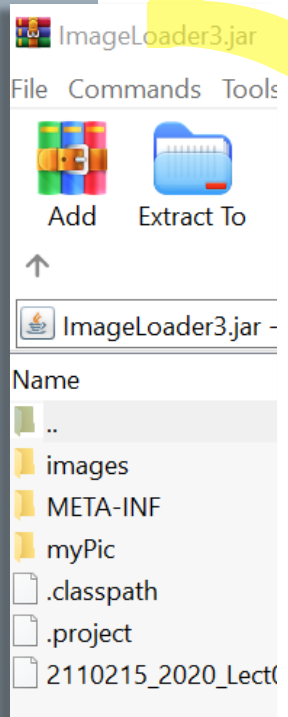 ImageLoader3.jar
File Commands Tools
Add Extract To
ImageLoader3.jar -
Name
..
images
META-INF
myPic
.classpath
.project
2110215_2020_Lect